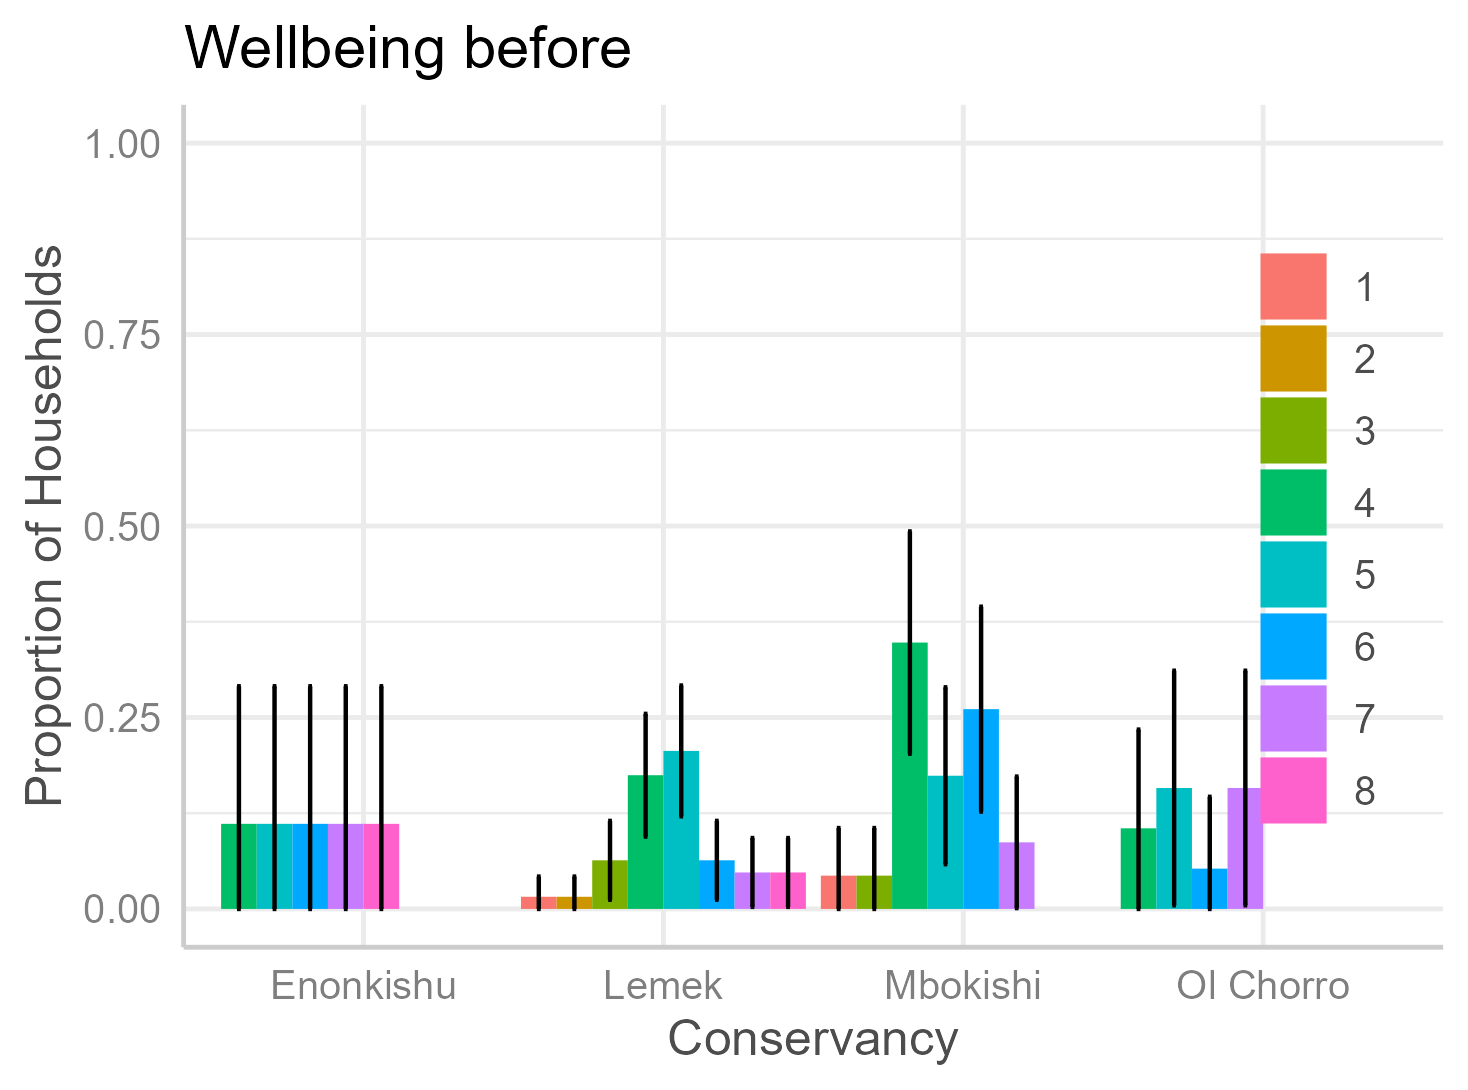 Wellbeing before
Proportion of Households
1.00
0.75
0.50
0.25
0.00
1
2
3
4
5
6
7
8
Enonkishu
Lemek
Mbokishi
Ol Chorro
Conservancy